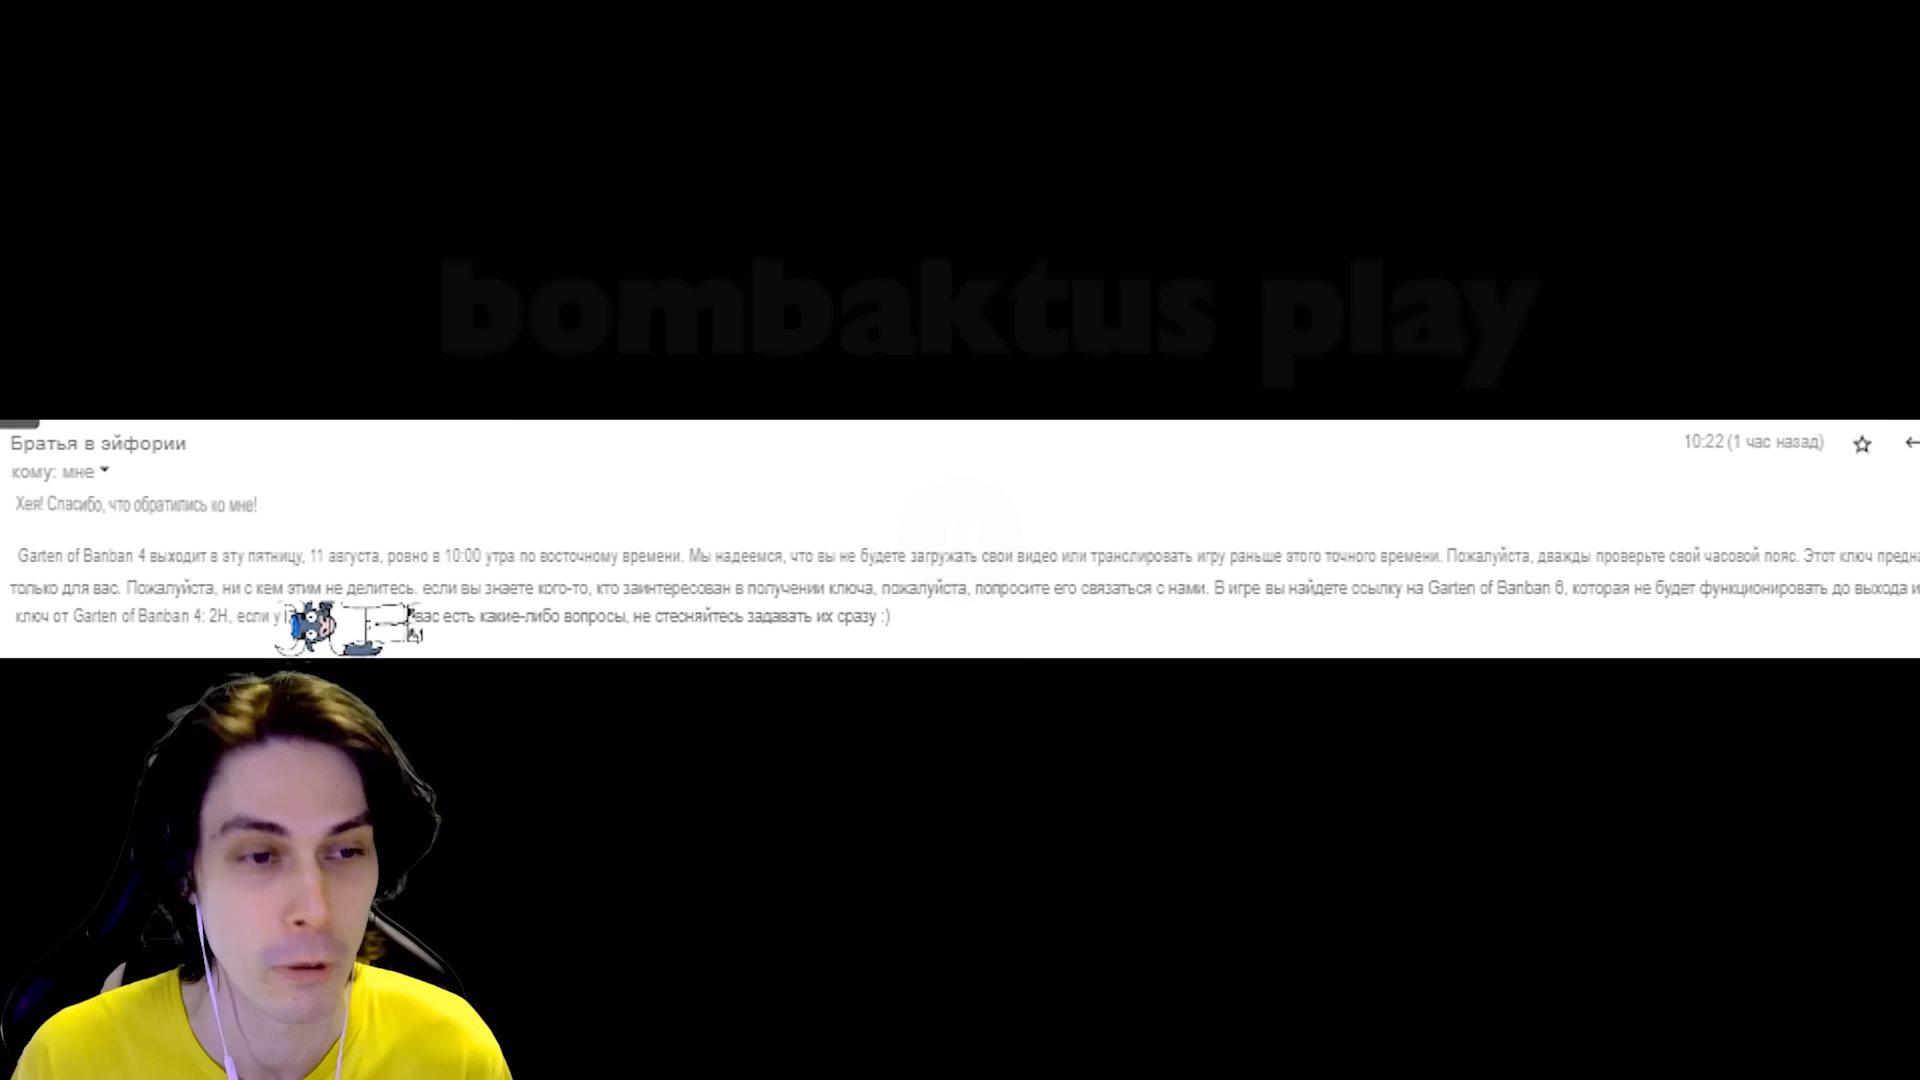 bombaktus play
Братья в эйфории
10:22 (1 час назад)
кому: мне
Хея! Спасибо, что обратились ко мне!
Garten of Banban 4 выходит в эту пятницу, 11 августа, ровно в 10:00 утра по восточному времени. Мы надеемся, что вы не будете загружать свои видео или транслировать игру раньше этого точного времени. Пожалуйста, дважды проверьте свой часовой пояс. Этот ключ предна
только для вас. Пожалуйста, ни с кем этим не делитесь. если вы знаете кого-то, кто заинтересован в получении ключа, пожалуйста, попросите его связаться с нами. В игре вы найдете ссылку на Garten of Banban 6, которая не будет функционировать до выхода и
ключ от Garten of Banban 4: 2H, если у вас есть какие-либо вопросы, не стесняйтесь задавать их сразу :)